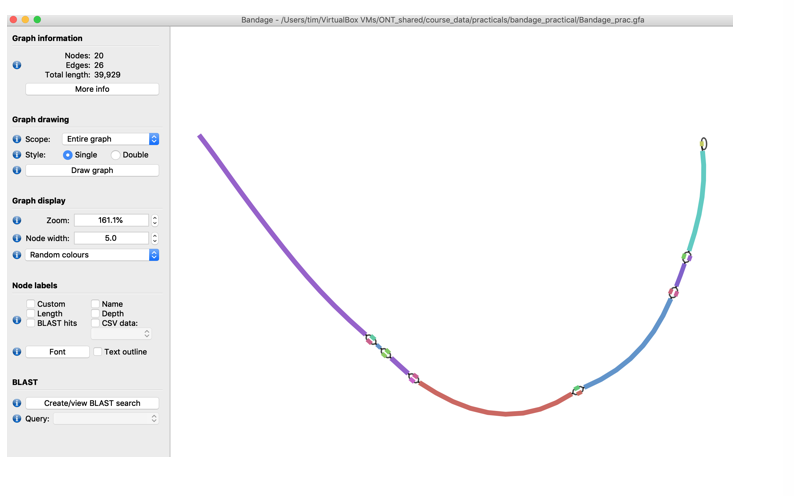 Bandage - /Users/tim/VirtualBox VMs/ONT_shared/course_data/practicals/bandage_practical/Bandage_prac.gfa
Graph information
Nodes: 20
Edges: 26
Total length: 39,929
More info
Graph drawing
Scope: Entire graph
Style: Single Double
Draw graph
Graph display
Zoom: 161.1%
Node width: 5.0
Random colours
Node labels
Custom Name
Length Depth
BLAST hits CSV data:
Font Text outline
BLAST
Create/view BLAST search
Query: